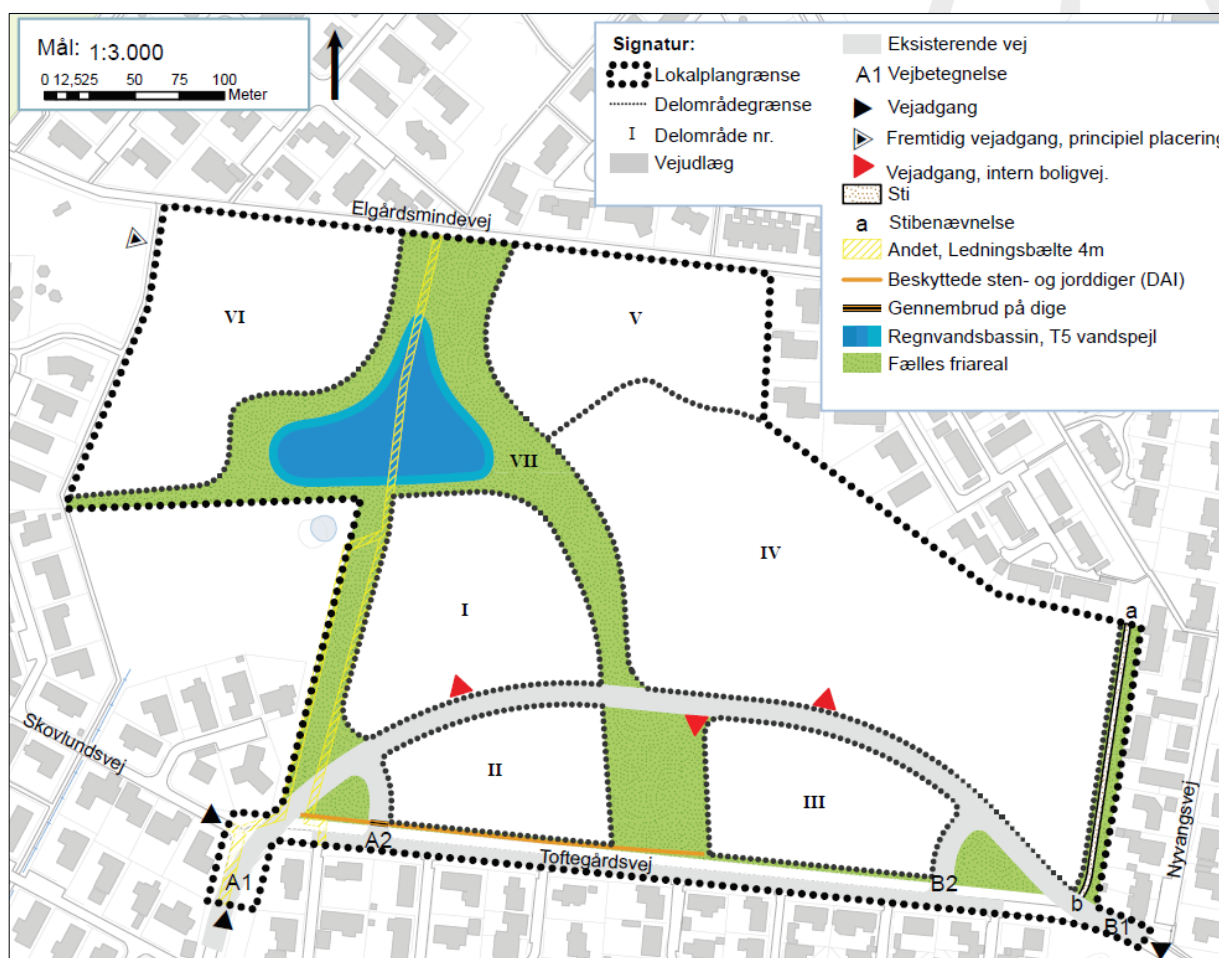 Mål: 1:3.000
0 12,525 50 75 100
Meter
Signatur:
Lokalplangrænse
Delområdegrænse
I Delområde nr.
Vejudlæg
Eksisterende vej
A1 Vejbetegnelse
Vejadgang
Fremtidig vejadgang, principiel placering
Vejadgang, intern boligvej.
Sti
a Stibenævnelse
Andet, Ledningsbælte 4m
Beskyttede sten- og jorddiger (DAI)
Gennembrud på dige
Regnvandsbassin, T5 vandspejl
Fælles friareal
Elgårdsmindevej
VI
V
VII
IV
I
a
Skovlundsvej
II
III
Nyvangsvej
A2
Toftegårdsvej
A1
B2
b
B1